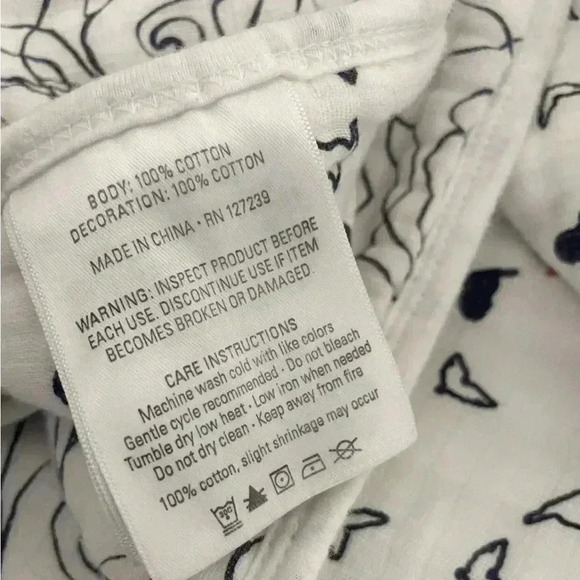 BODY: 100% COTTON
DECORATION: 100% COTTON
MADE IN CHINA · RN 127239
WARNING: INSPECT PRODUCT BEFORE
EACH USE. DISCONTINUE USE IF ITEM
BECOMES BROKEN OR DAMAGED.
CARE INSTRUCTIONS
Machine wash cold with like colors
Gentle cycle recommended · Do not bleach
Tumble dry low heat · Low iron when needed
Do not dry clean · Keep away from fire
100% cotton, slight shrinkage may occur